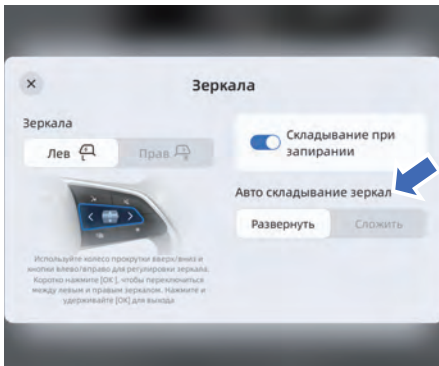 Зеркала
Зеркала
Лев
Прав
Используйте колесо прокрутки вверх/вниз и
кнопки влево/вправо для регулировки зеркала.
Коротко нажмите [OK ], чтобы переключиться
между левым и правым зеркалом. Нажмите и
удерживайте [OK] для выхода
Складывание при
запирании
Авто складывание зеркал
Развернуть
Сложить